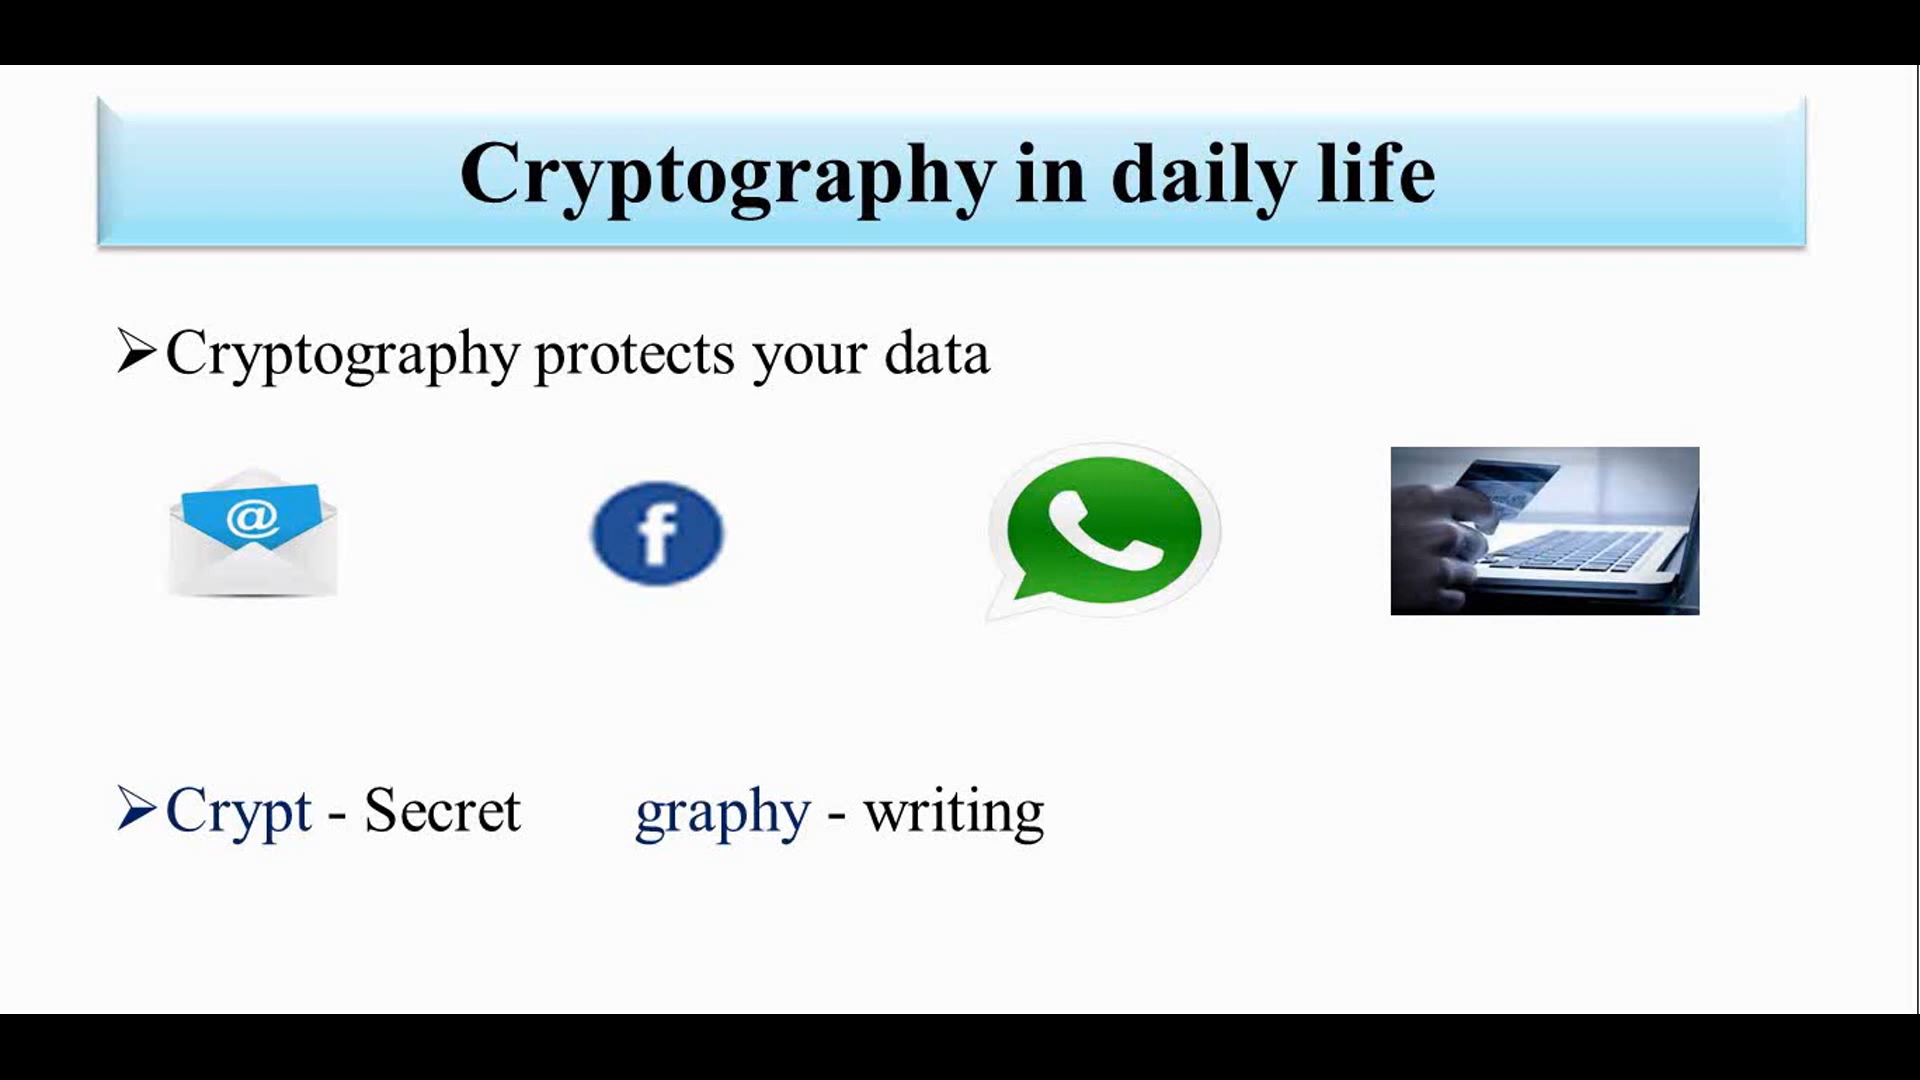 Cryptography in daily life
➢Cryptography protects your data
@
f
➢Crypt - Secret graphy - writing